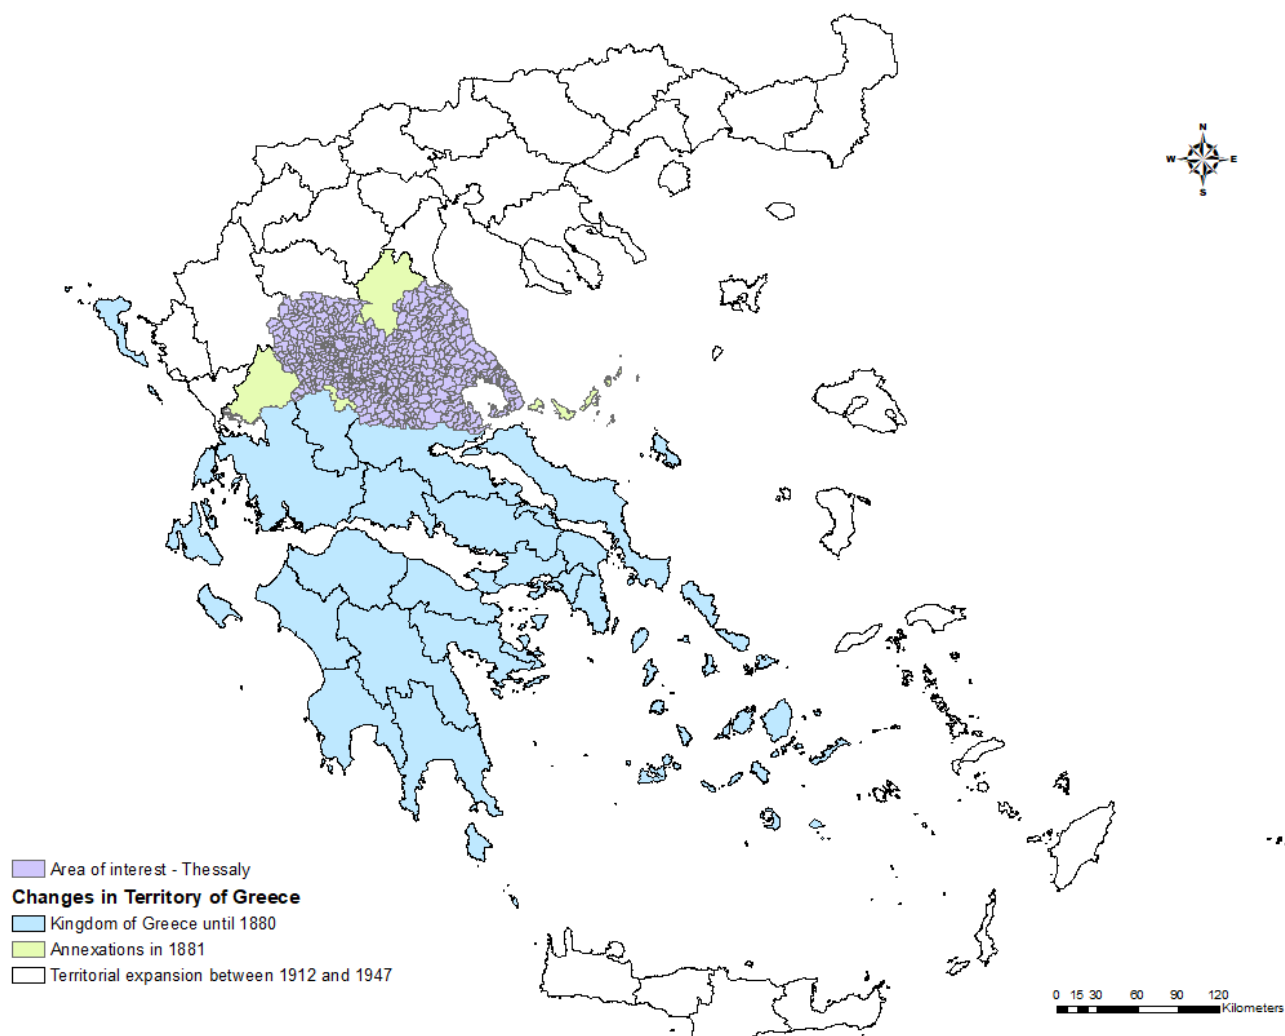 N
W E
S
Area of interest - Thessaly
Changes in Territory of Greece
Kingdom of Greece until 1880
Annexations in 1881
Territorial expansion between 1912 and 1947
0 15 30 60 90 120
Kilometers